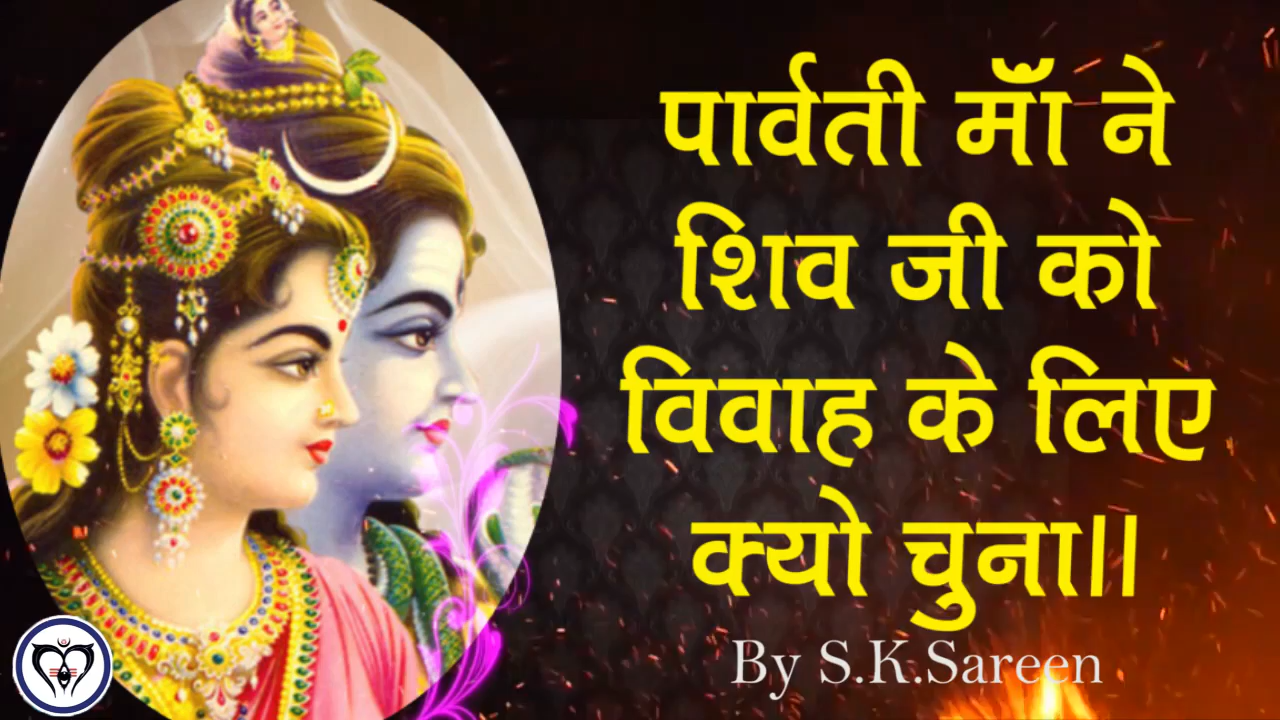 पार्वती माँ ने
शिव जी को
विवाह के लिए
क्यो चुना॥
By S.K.Sareen